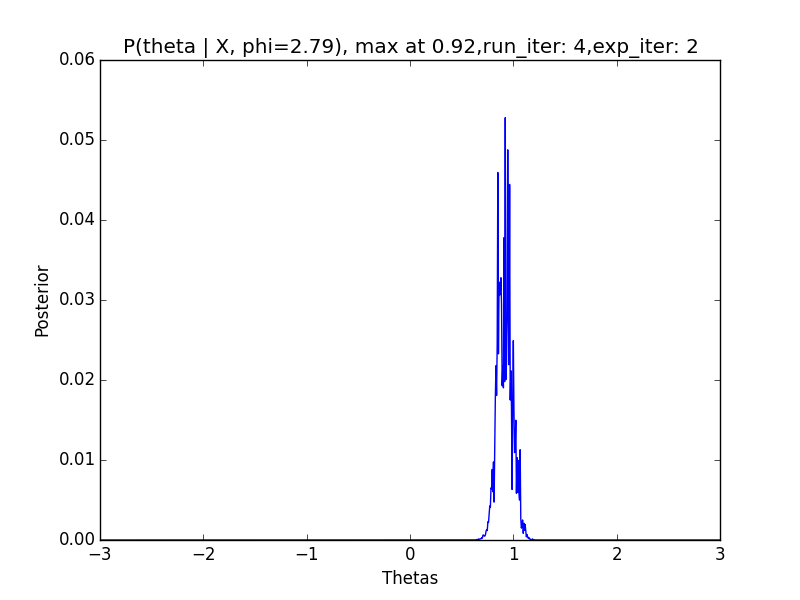 P(theta | X, phi=2.79), max at 0.92,run_iter: 4,exp_iter: 2
0.06
0.05
0.04
0.03
0.02
0.01
0.00
Posterior
−3 −2 −1 0 1 2 3
Thetas